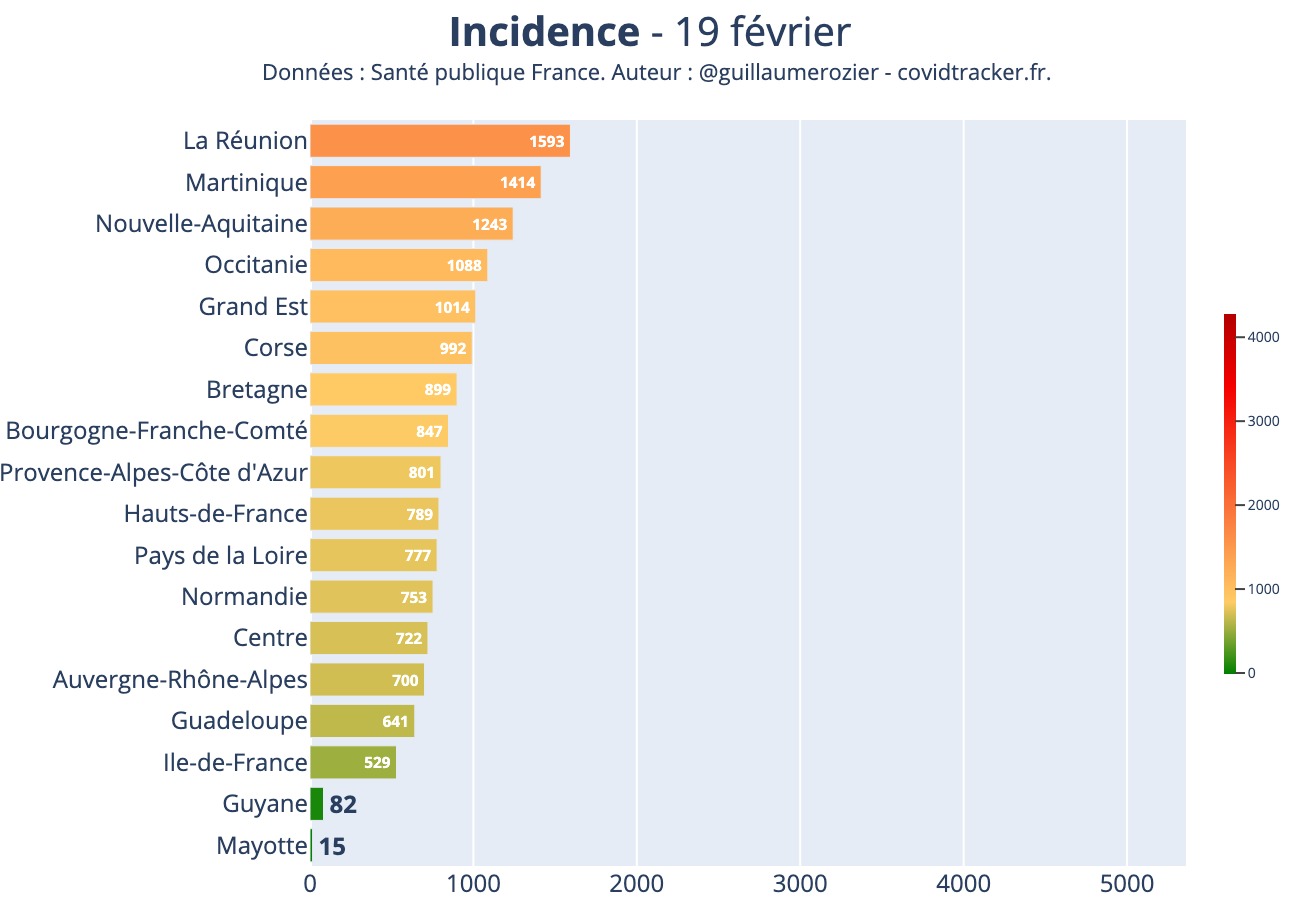 Incidence - 19 février
Données : Santé publique France. Auteur : @guillaumerozier - covidtracker.fr.
La Réunion 1593
Martinique 1414
Nouvelle-Aquitaine 1243
Occitanie 1088
Grand Est 1014
Corse 992
Bretagne 899
Bourgogne-Franche-Comté 847
Provence-Alpes-Côte d'Azur 801
Hauts-de-France 789
Pays de la Loire 777
Normandie 753
Centre 722
Auvergne-Rhône-Alpes 700
Guadeloupe 641
Ile-de-France 529
Guyane 82
Mayotte 15
0 1000 2000 3000 4000 5000
4000
3000
2000
1000
0